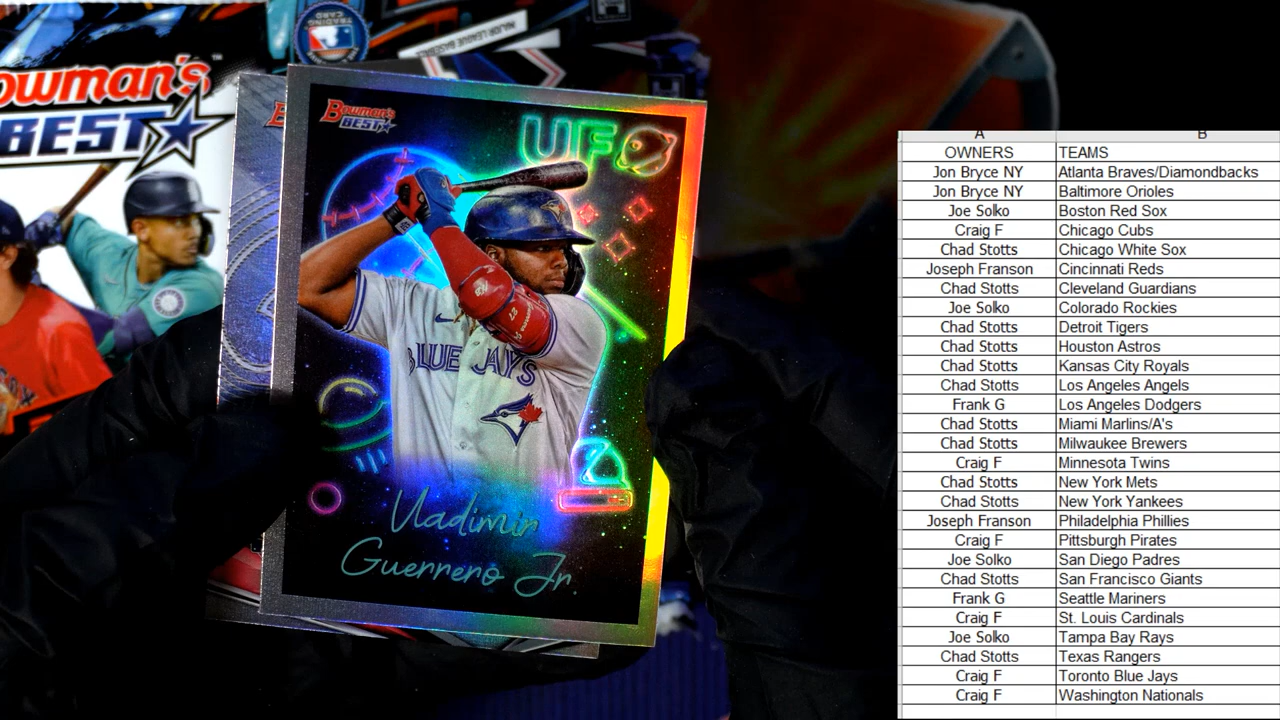 TRADING
CARD
MAJOR LEAGUE BASEBALL
Bowman's
BEST
Bowman's
BEST
UFO
BLUE JAYS
27
Vladimir
Guerrero Jr.
A B
OWNERS TEAMS
Jon Bryce NY Atlanta Braves/Diamondbacks
Jon Bryce NY Baltimore Orioles
Joe Solko Boston Red Sox
Craig F Chicago Cubs
Chad Stotts Chicago White Sox
Joseph Franson Cincinnati Reds
Chad Stotts Cleveland Guardians
Joe Solko Colorado Rockies
Chad Stotts Detroit Tigers
Chad Stotts Houston Astros
Chad Stotts Kansas City Royals
Chad Stotts Los Angeles Angels
Frank G Los Angeles Dodgers
Chad Stotts Miami Marlins/A's
Chad Stotts Milwaukee Brewers
Craig F Minnesota Twins
Chad Stotts New York Mets
Chad Stotts New York Yankees
Joseph Franson Philadelphia Phillies
Craig F Pittsburgh Pirates
Joe Solko San Diego Padres
Chad Stotts San Francisco Giants
Frank G Seattle Mariners
Craig F St. Louis Cardinals
Joe Solko Tampa Bay Rays
Chad Stotts Texas Rangers
Craig F Toronto Blue Jays
Craig F Washington Nationals